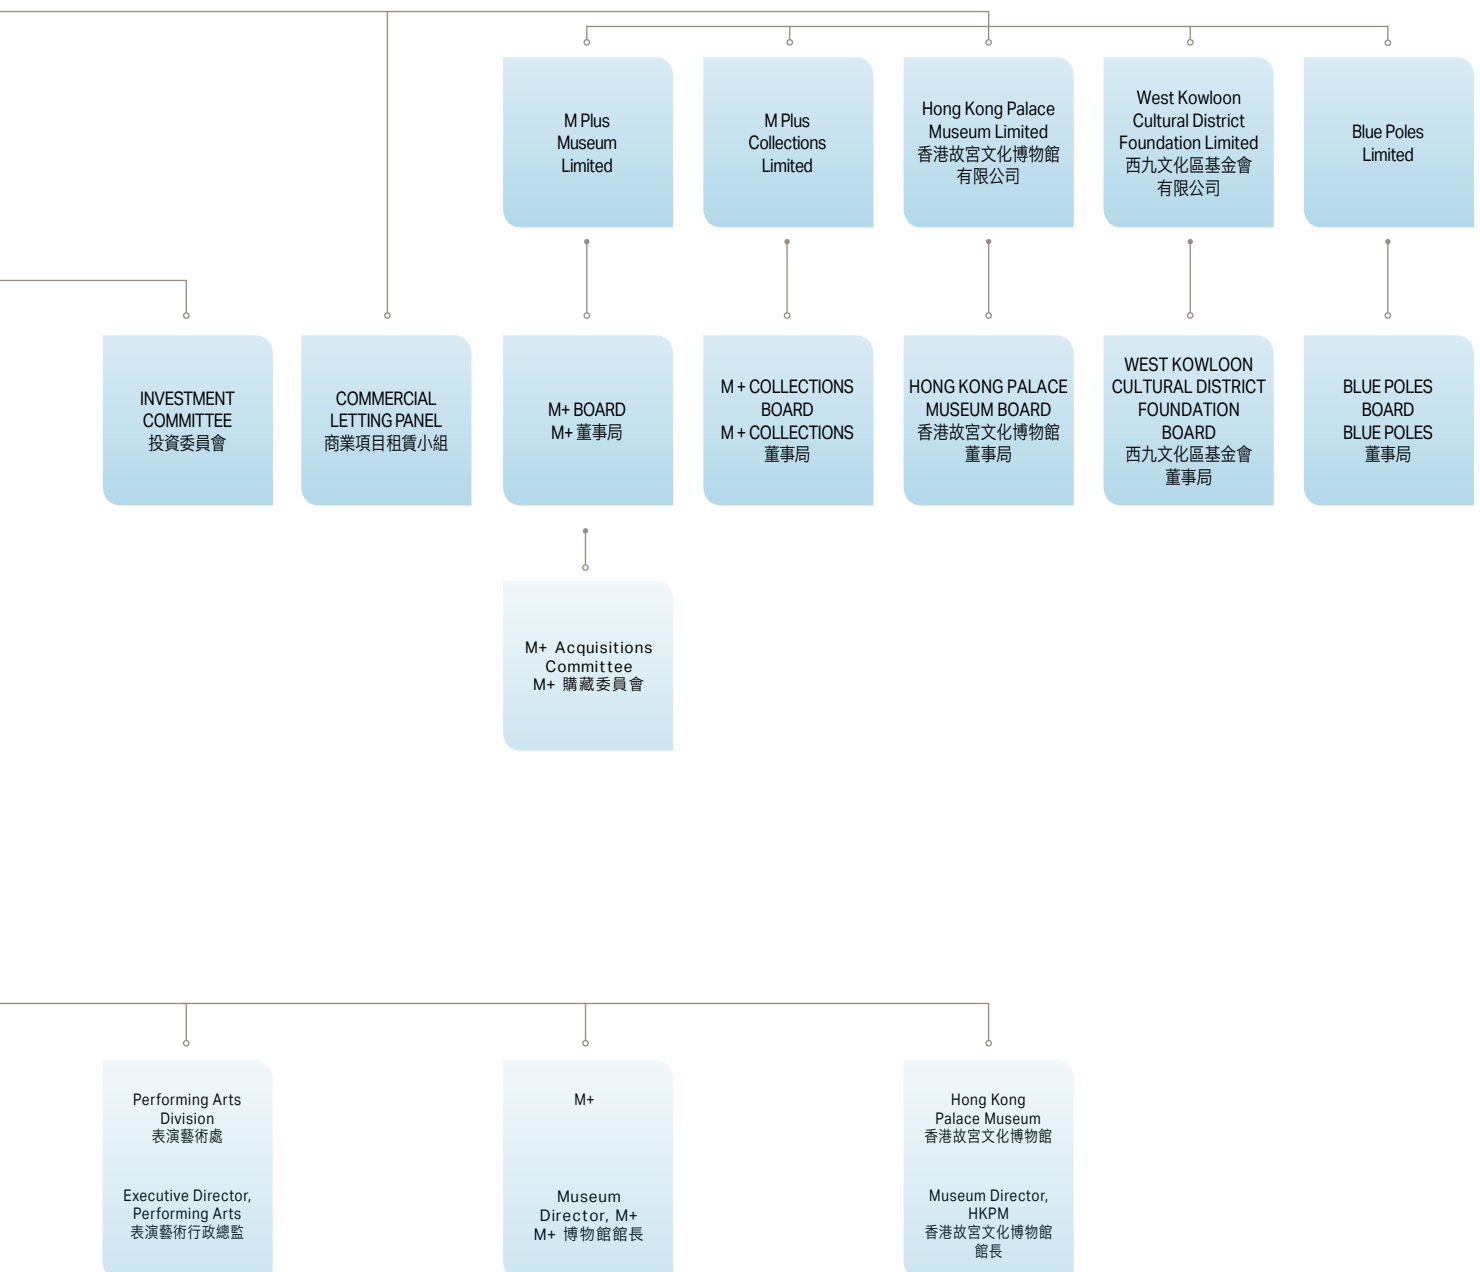 M Plus
Museum
Limited
M Plus
Collections
Limited
Hong Kong Palace
Museum Limited
香港故宮文化博物館
有限公司
West Kowloon
Cultural District
Foundation Limited
西九文化區基金會
有限公司
Blue Poles
Limited
INVESTMENT
COMMITTEE
投資委員會
COMMERCIAL
LETTING PANEL
商業項目租賃小組
M+ BOARD
M+ 董事局
M + COLLECTIONS
BOARD
M + COLLECTIONS
董事局
HONG KONG PALACE
MUSEUM BOARD
香港故宮文化博物館
董事局
WEST KOWLOON
CULTURAL DISTRICT
FOUNDATION
BOARD
西九文化區基金會
董事局
BLUE POLES
BOARD
BLUE POLES
董事局
M+ Acquisitions
Committee
M+ 購藏委員會
Performing Arts
Division
表演藝術處
Executive Director,
Performing Arts
表演藝術行政總監
M+
Museum
Director, M+
M+ 博物館館長
Hong Kong
Palace Museum
香港故宮文化博物館
Museum Director,
HKPM
香港故宮文化博物館
館長